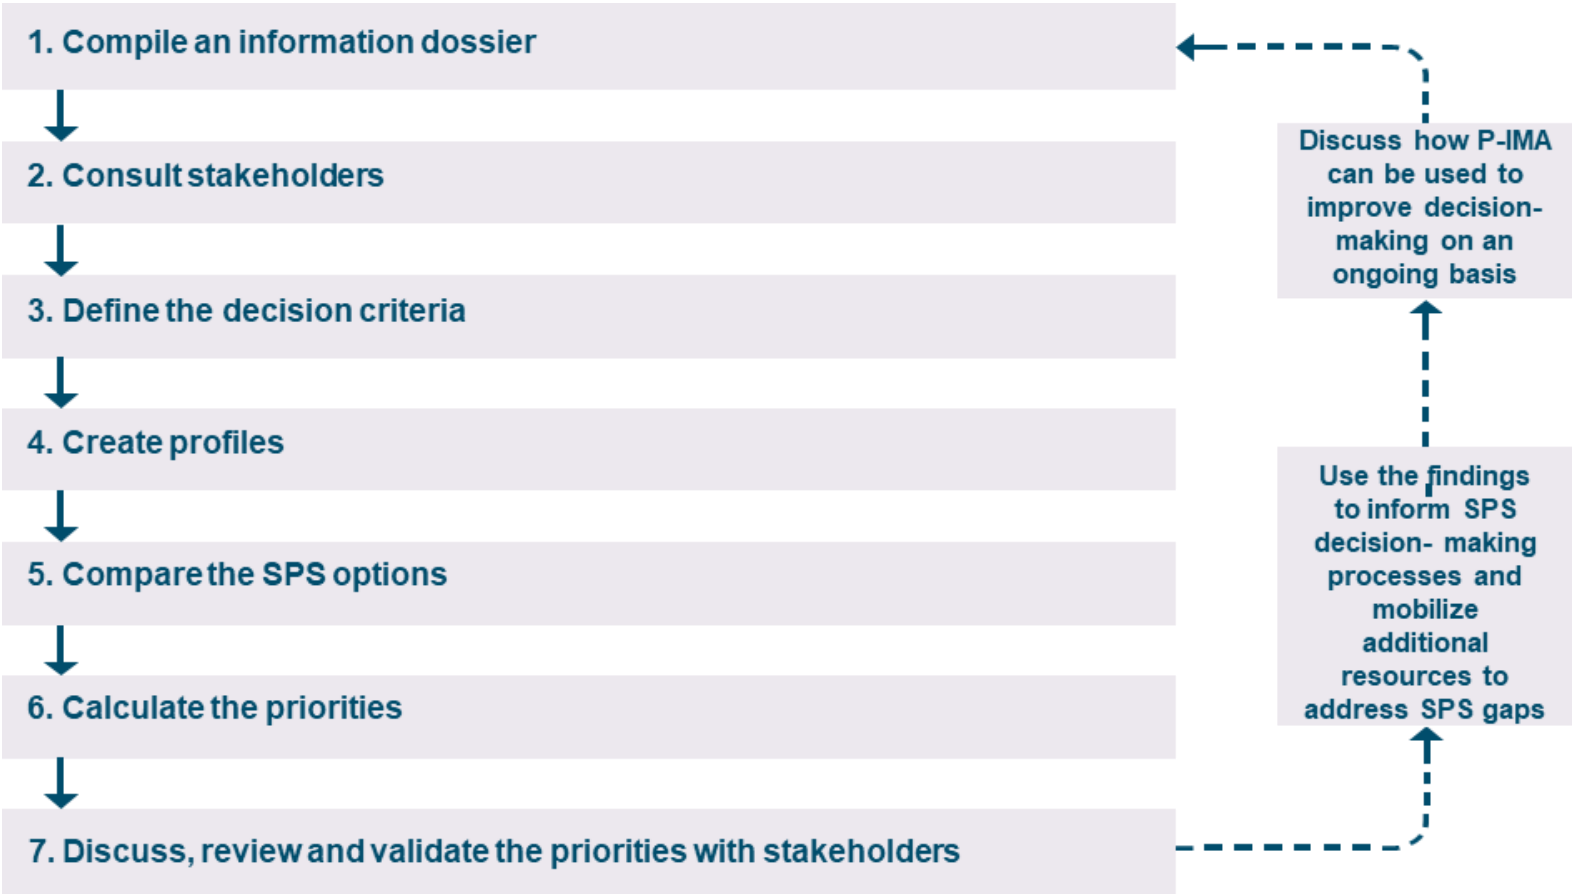 1. Compile an information dossier
2. Consult stakeholders
3. Define the decision criteria
4. Create profiles
5. Compare the SPS options
6. Calculate the priorities
7. Discuss, review and validate the priorities with stakeholders
Discuss how P-IMA
can be used to
improve decision-
making on an
ongoing basis
Use the findings
to inform SPS
decision- making
processes and
mobilize
additional
resources to
address SPS gaps